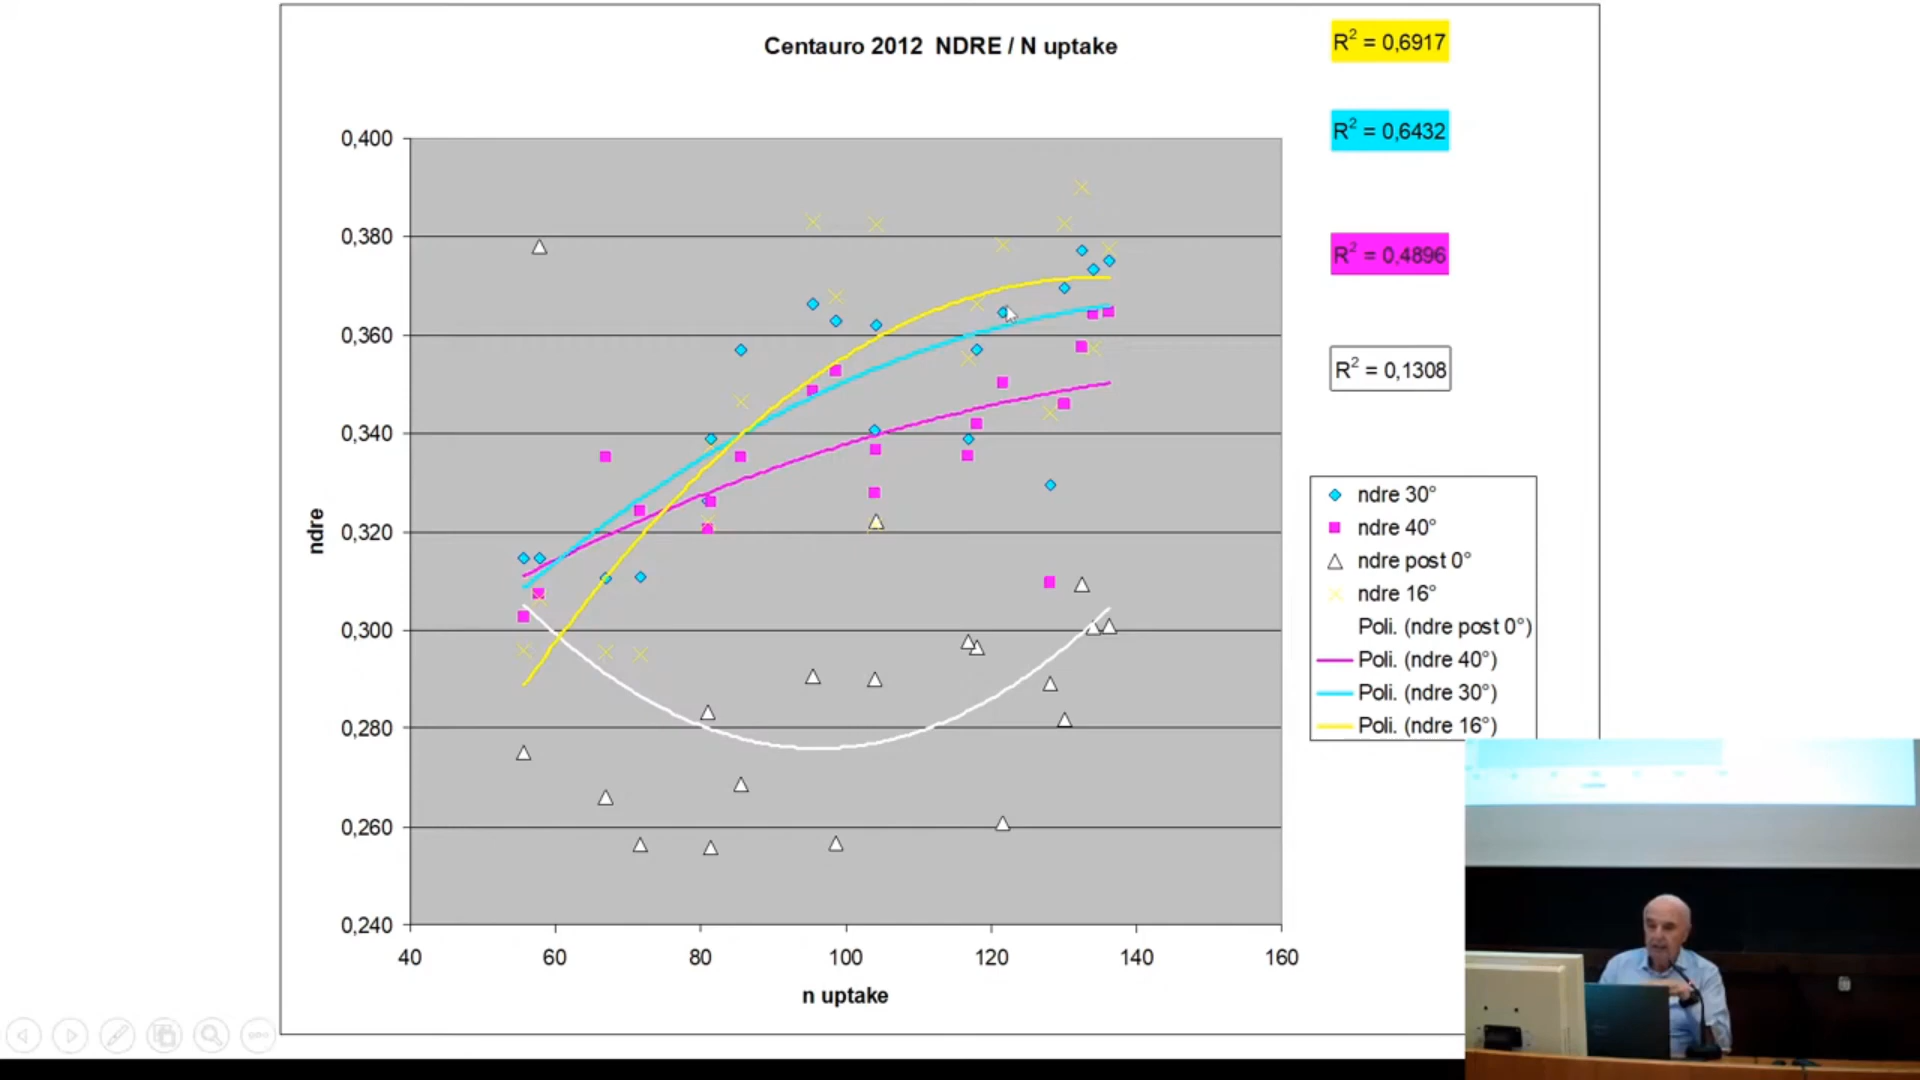 Centauro 2012 NDRE / N uptake
R² = 0,6917
R² = 0,6432
R² = 0,4896
R² = 0,1308
0,400
0,380
0,360
0,340
0,320
0,300
0,280
0,260
0,240
ndre
40 60 80 100 120 140 160
n uptake
ndre 30°
ndre 40°
ndre post 0°
ndre 16°
Poli. (ndre post 0°)
Poli. (ndre 40°)
Poli. (ndre 30°)
Poli. (ndre 16°)